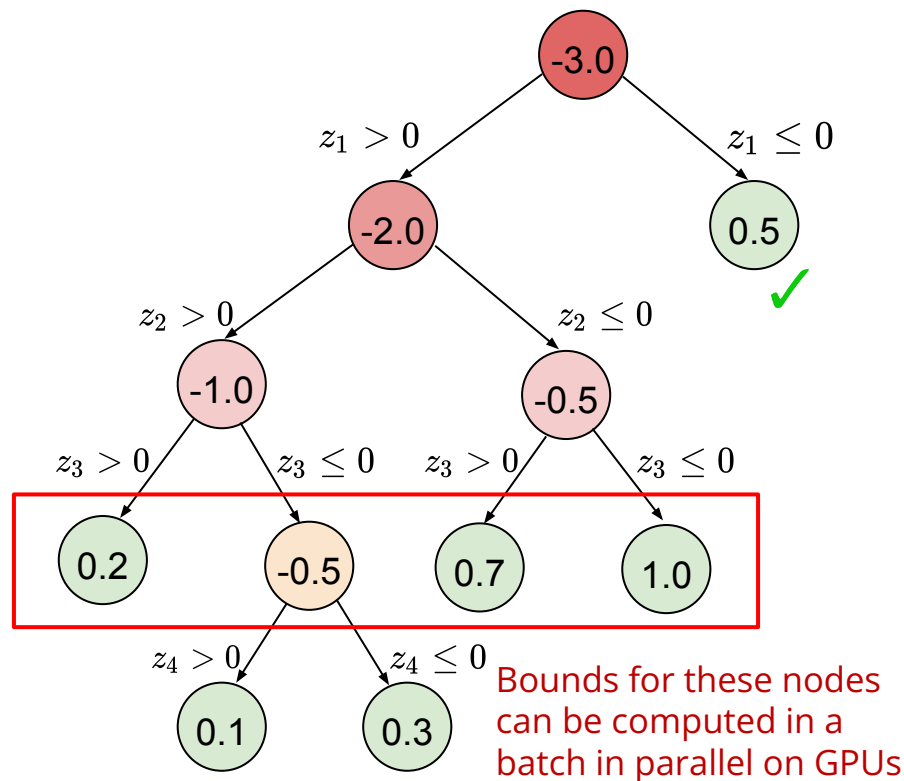 -3.0
z₁ > 0
z₁ ≤ 0
-2.0
0.5
✓
z₂ > 0
z₂ ≤ 0
-1.0
-0.5
z₃ > 0
z₃ ≤ 0
z₃ > 0
z₃ ≤ 0
0.2
-0.5
0.7
1.0
z₄ > 0
z₄ ≤ 0
0.1
0.3
Bounds for these nodes
can be computed in a
batch in parallel on GPUs